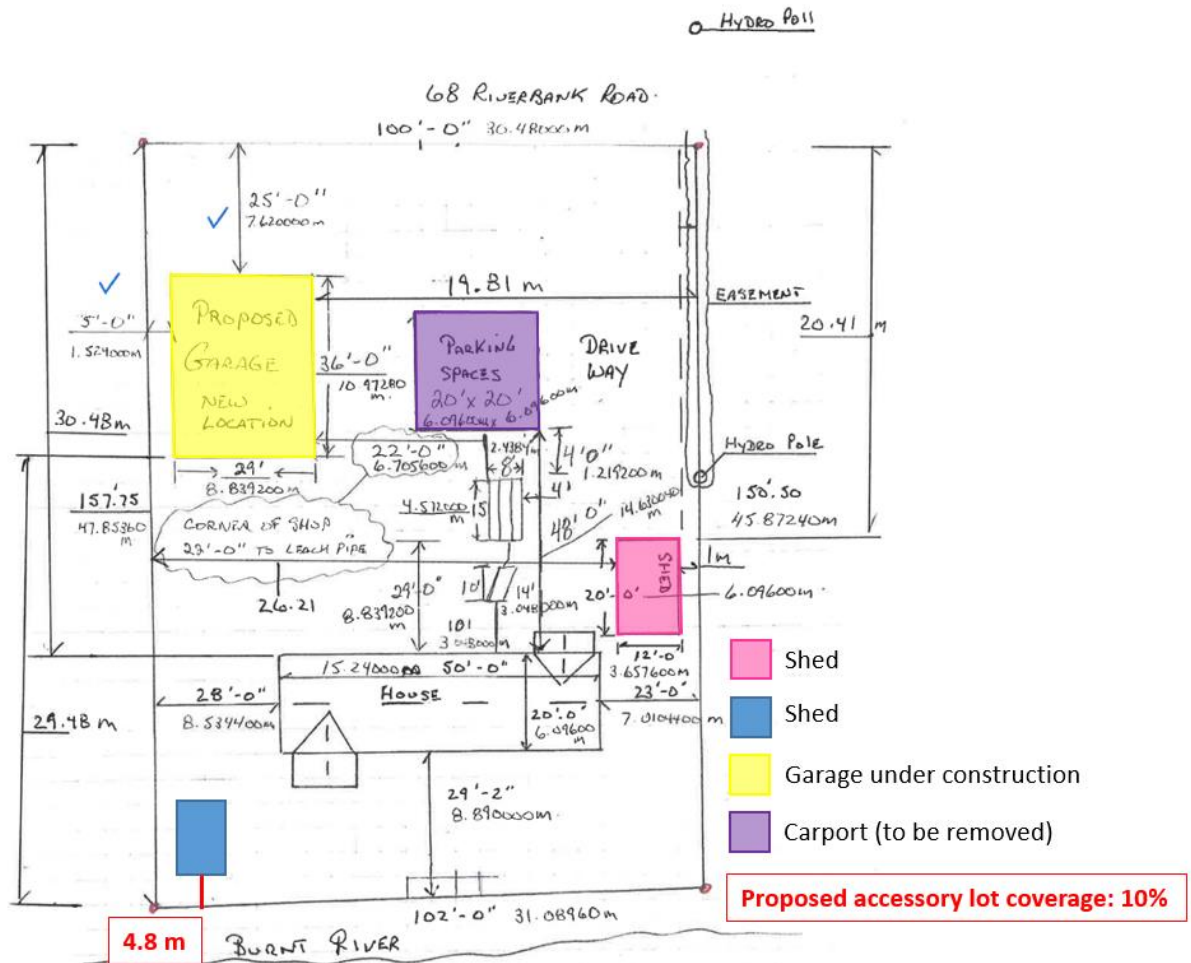 HYDRO POLL
68 RIVERBANK ROAD.
100'-0" 30.48000m
25'-0"
7.620000m
5'-0"
1.524000m
PROPOSED
GARAGE
NEW
LOCATION
36'-0"
10.97280
m.
29'
8.839200m
19.81 m
PARKING
SPACES
20' x 20'
6.09600m x 6.09600m
DRIVE
WAY
EASEMENT
20.41 m
HYDRO POLE
30.48m
157'.75
47.85360
m
22'-0"
6.705600m
CORNER OF SHOP
22'-0" TO LEACH PIPE
26.21
2.4384m
8'
4'0"
1.219200m
4'
4.572000
m
15
48'0"
14.630040
m
150'.50
45.87240m
SHED
1m
20'-0"
6.09600m.
12'-0
3.657600m
29'-0"
8.839200
m
10'
14'
3.048000m
10'
3.048000m
15.24000m 50'-0"
HOUSE
28'-0"
8.534400m
23'-0"
7.0104400m
20'-0"
6.09600
m
29.48 m
29'-2"
8.890000m.
102'-0" 31.08960m
4.8 m
BURNT RIVER
Shed
Shed
Garage under construction
Carport (to be removed)
Proposed accessory lot coverage: 10%